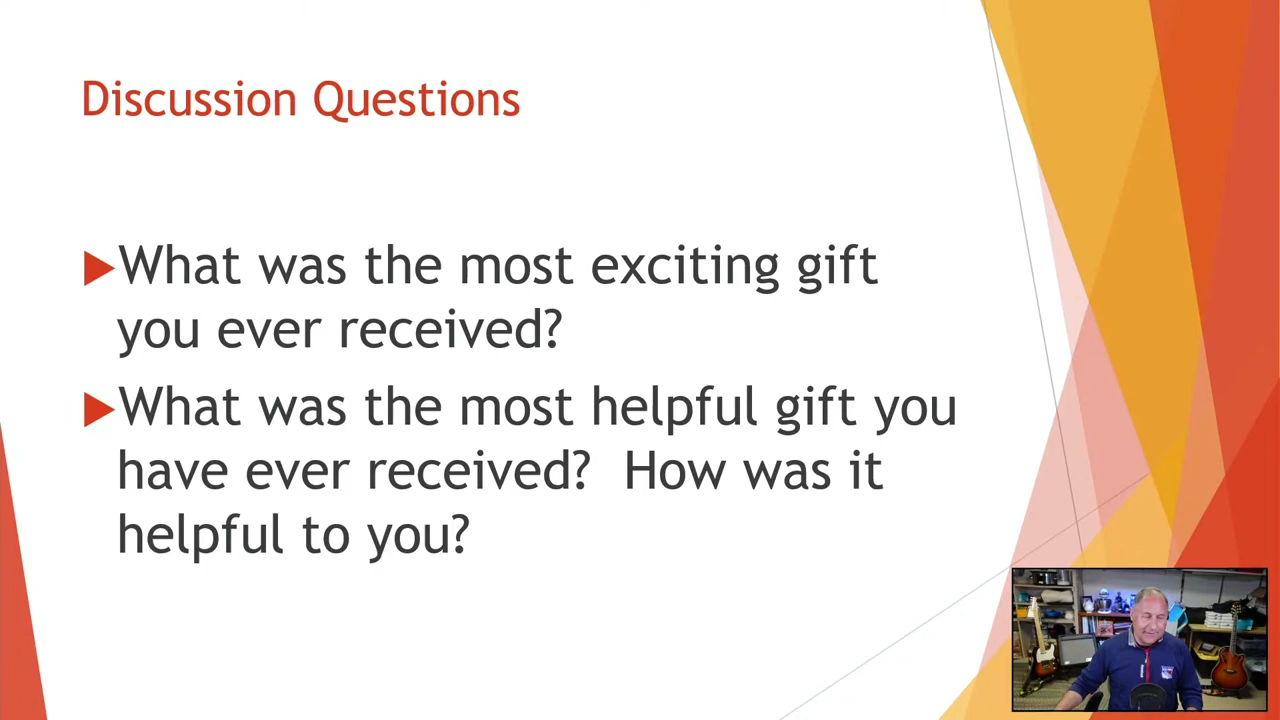 Discussion Questions
What was the most exciting gift
you ever received?
What was the most helpful gift you
have ever received? How was it
helpful to you?